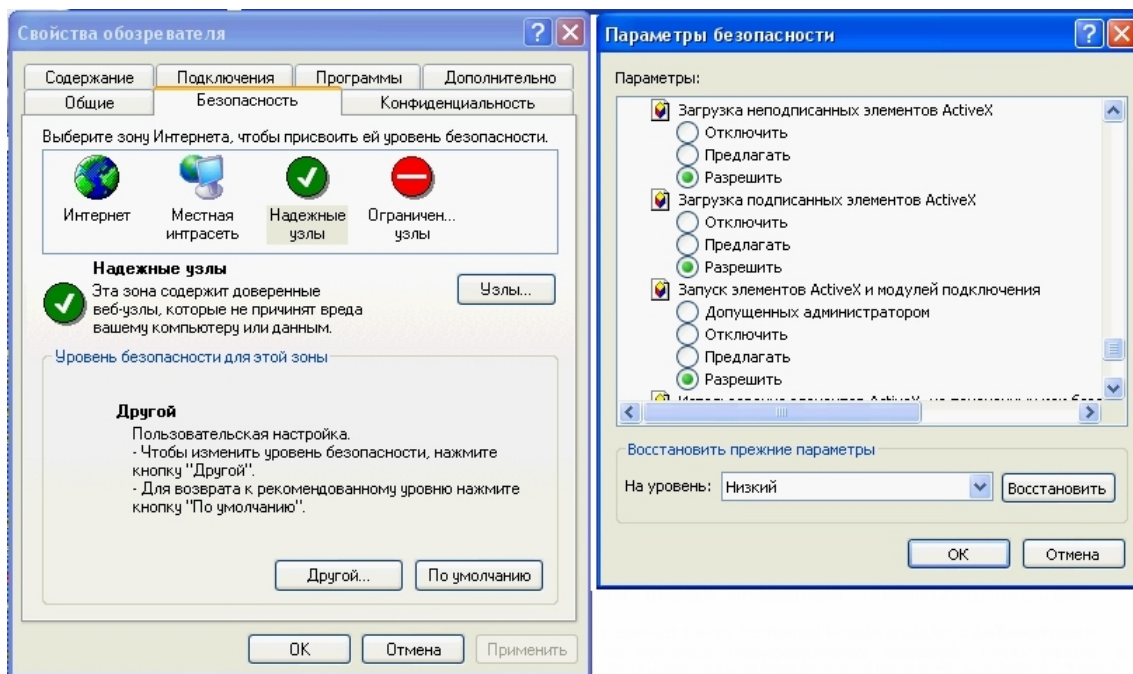 Свойства обозревателя
Содержание
Подключения
Программы
Дополнительно
Общие
Безопасность
Конфиденциальность
Выберите зону Интернета, чтобы присвоить ей уровень безопасности.
Интернет
Местная
интрасеть
Надежные
узлы
Ограничен...
узлы
Надежные узлы
Эта зона содержит доверенные
веб-узлы, которые не причинят вреда
вашему компьютеру или данным.
Узлы...
Уровень безопасности для этой зоны
Другой
Пользовательская настройка.
- Чтобы изменить уровень безопасности, нажмите
кнопку "Другой".
- Для возврата к рекомендованному уровню нажмите
кнопку "По умолчанию".
Другой...
По умолчанию
OK
Отмена
Применить
Параметры безопасности
Параметры:
Загрузка неподписанных элементов ActiveX
Отключить
Предлагать
Разрешить
Загрузка подписанных элементов ActiveX
Отключить
Предлагать
Разрешить
Запуск элементов ActiveX и модулей подключения
Допущенных администратором
Отключить
Предлагать
Разрешить
Восстановить прежние параметры
На уровень:
Низкий
Восстановить
OK
Отмена